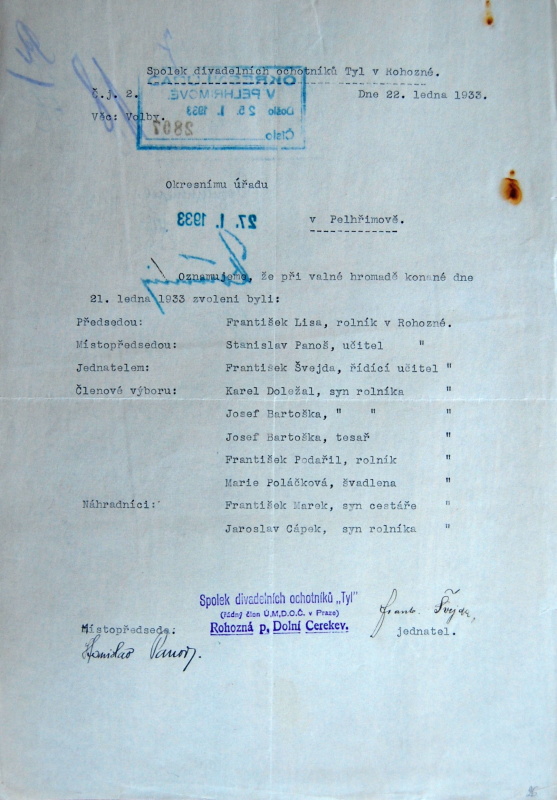 Spolek divadelních ochotníků Tyl v Rohozné.
Č.j. 2.
Dne 22. ledna 1933.
Věc: Volby.
OKRESNÍ ÚŘAD
V PELHŘIMOVĚ
Došlo 25. I. 1933
Číslo 2807
Okresnímu úřadu
v Pelhřimově.
27. I. 1933
Oznamujeme, že při valné hromadě konané dne
21. ledna 1933 zvoleni byli:
Předsedou: František Lisa, rolník v Rohozné.
Místopředsedou: Stanislav Panoš, učitel "
Jednatelem: František Švejda, řídící učitel "
Členové výboru: Karel Doležal, syn rolníka "
Josef Bartoška, " " "
Josef Bartoška, tesař "
František Podařil, rolník "
Marie Poláčková, švadlena "
Náhradníci: František Marek, syn cestáře "
Jaroslav Cápek, syn rolníka "
Spolek divadelních ochotníků „Tyl"
(řádný člen Ú.M.D.O.Č. v Praze)
Rohozná p. Dolní Cerekev.
Frant. Švejda,
Místopředseda:
jednatel.
Stanislav Panoš.